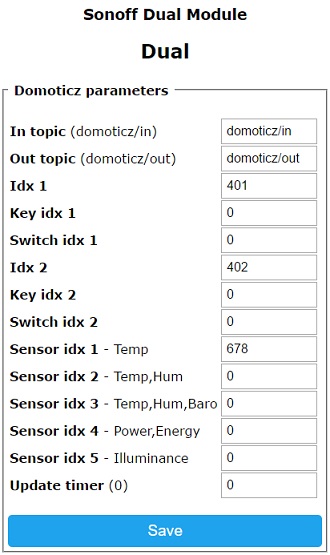 Sonoff Dual Module
Dual
Domoticz parameters
In topic (domoticz/in) domoticz/in
Out topic (domoticz/out) domoticz/out
Idx 1 401
Key idx 1 0
Switch idx 1 0
Idx 2 402
Key idx 2 0
Switch idx 2 0
Sensor idx 1 - Temp 678
Sensor idx 2 - Temp,Hum 0
Sensor idx 3 - Temp,Hum,Baro 0
Sensor idx 4 - Power,Energy 0
Sensor idx 5 - Illuminance 0
Update timer (0) 0
Save